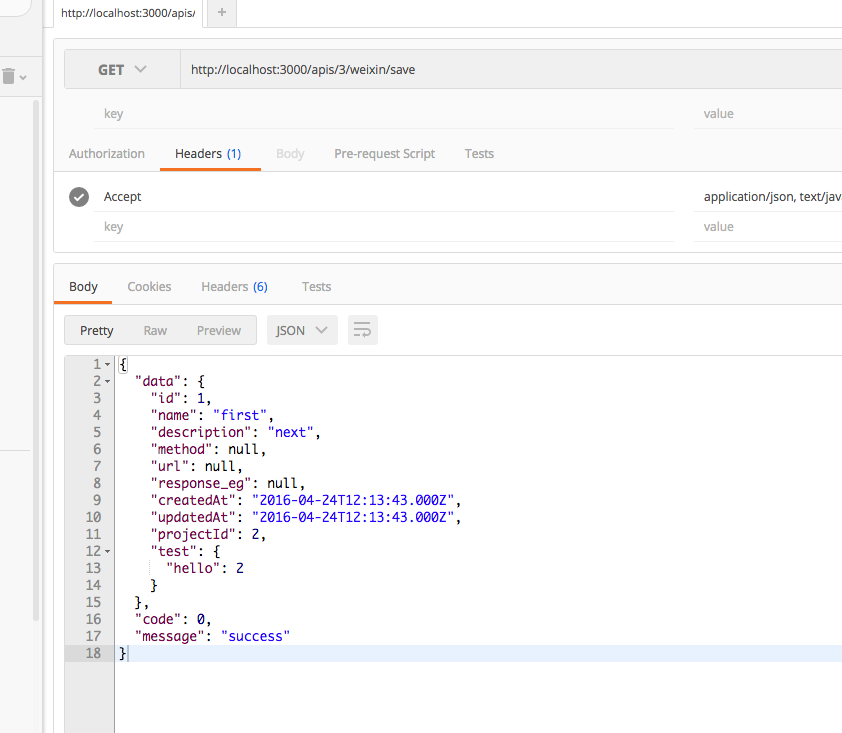 http://localhost:3000/apis/ +
GET http://localhost:3000/apis/3/weixin/save
key value
Authorization Headers (1) Body Pre-request Script Tests
Accept application/json, text/jav
key value
Body Cookies Headers (6) Tests
Pretty Raw Preview JSON
1 {
2 "data": {
3 "id": 1,
4 "name": "first",
5 "description": "next",
6 "method": null,
7 "url": null,
8 "response_eg": null,
9 "createdAt": "2016-04-24T12:13:43.000Z",
10 "updatedAt": "2016-04-24T12:13:43.000Z",
11 "projectId": 2,
12 "test": {
13 "hello": 2
14 }
15 },
16 "code": 0,
17 "message": "success"
18 }